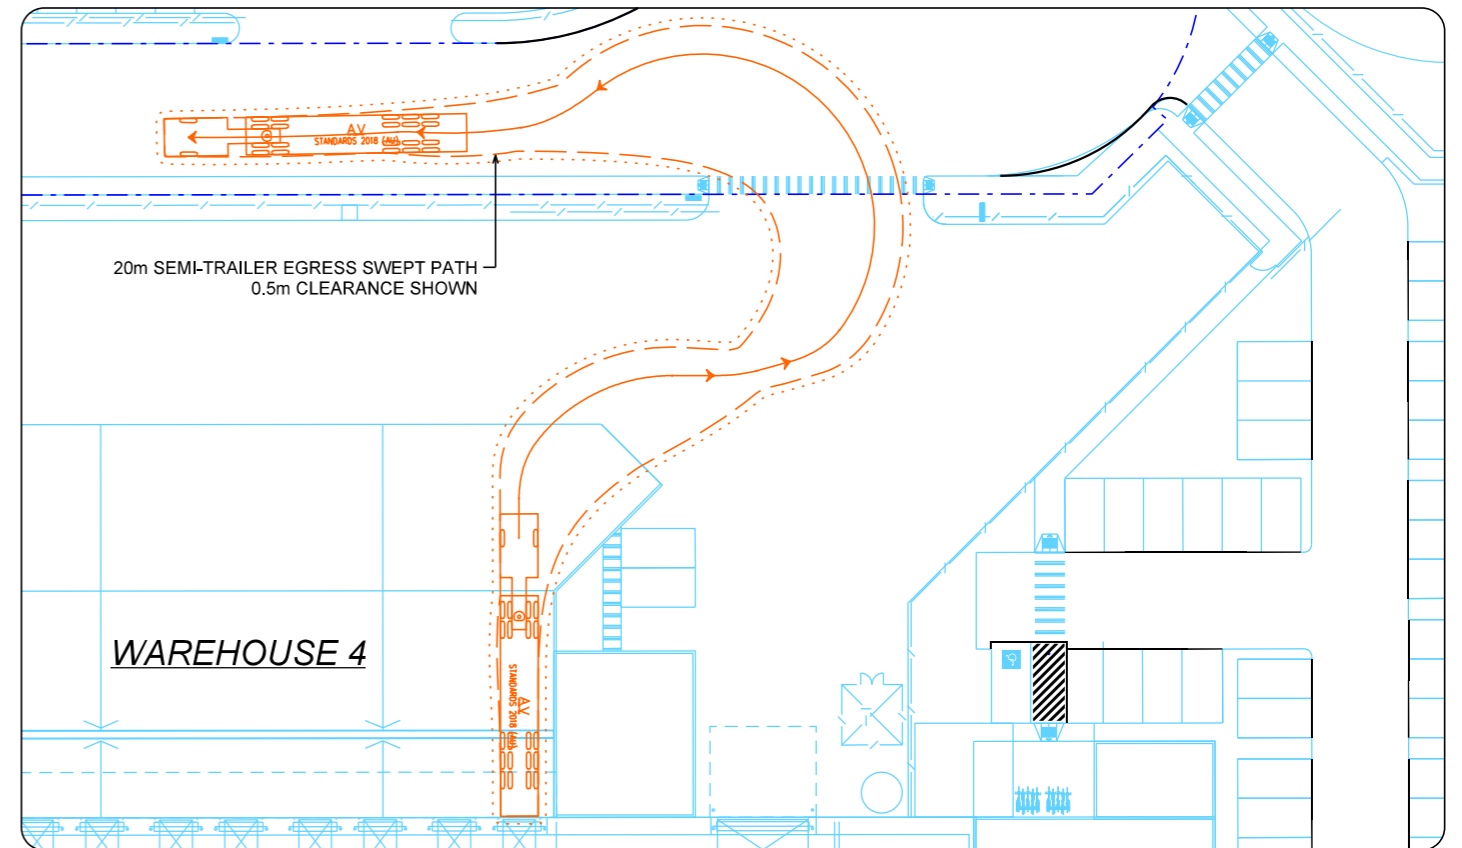 AV
STANDARDS 2018 (AU)
20m SEMI-TRAILER EGRESS SWEPT PATH
0.5m CLEARANCE SHOWN
WAREHOUSE 4
AV
STANDARDS 2018 (AU)